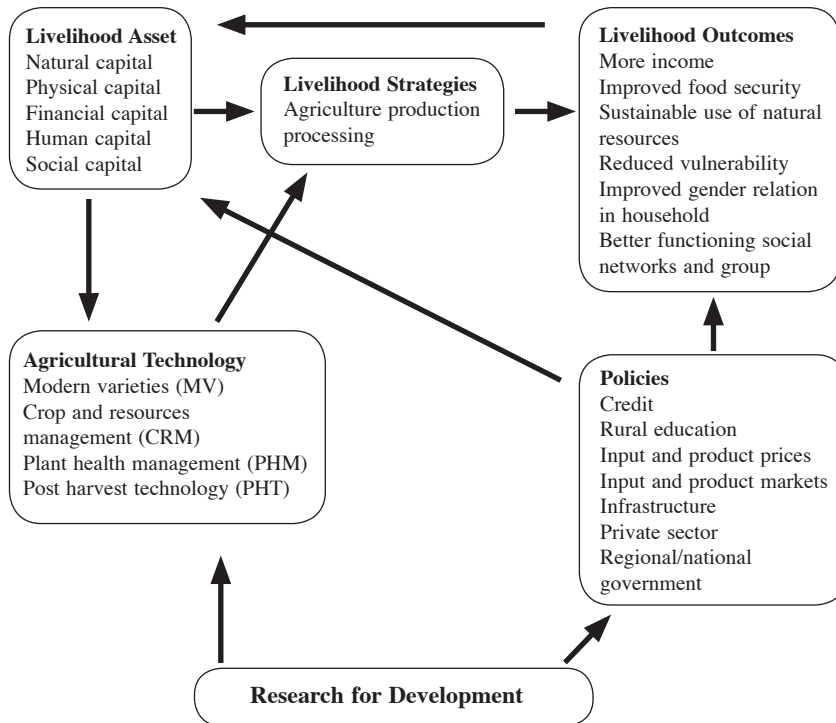 Livelihood Asset
Natural capital
Physical capital
Financial capital
Human capital
Social capital
Livelihood Strategies
Agriculture production
processing
Livelihood Outcomes
More income
Improved food security
Sustainable use of natural
resources
Reduced vulnerability
Improved gender relation
in household
Better functioning social
networks and group
Agricultural Technology
Modern varieties (MV)
Crop and resources
management (CRM)
Plant health management (PHM)
Post harvest technology (PHT)
Policies
Credit
Rural education
Input and product prices
Input and product markets
Infrastructure
Private sector
Regional/national
government
Research for Development